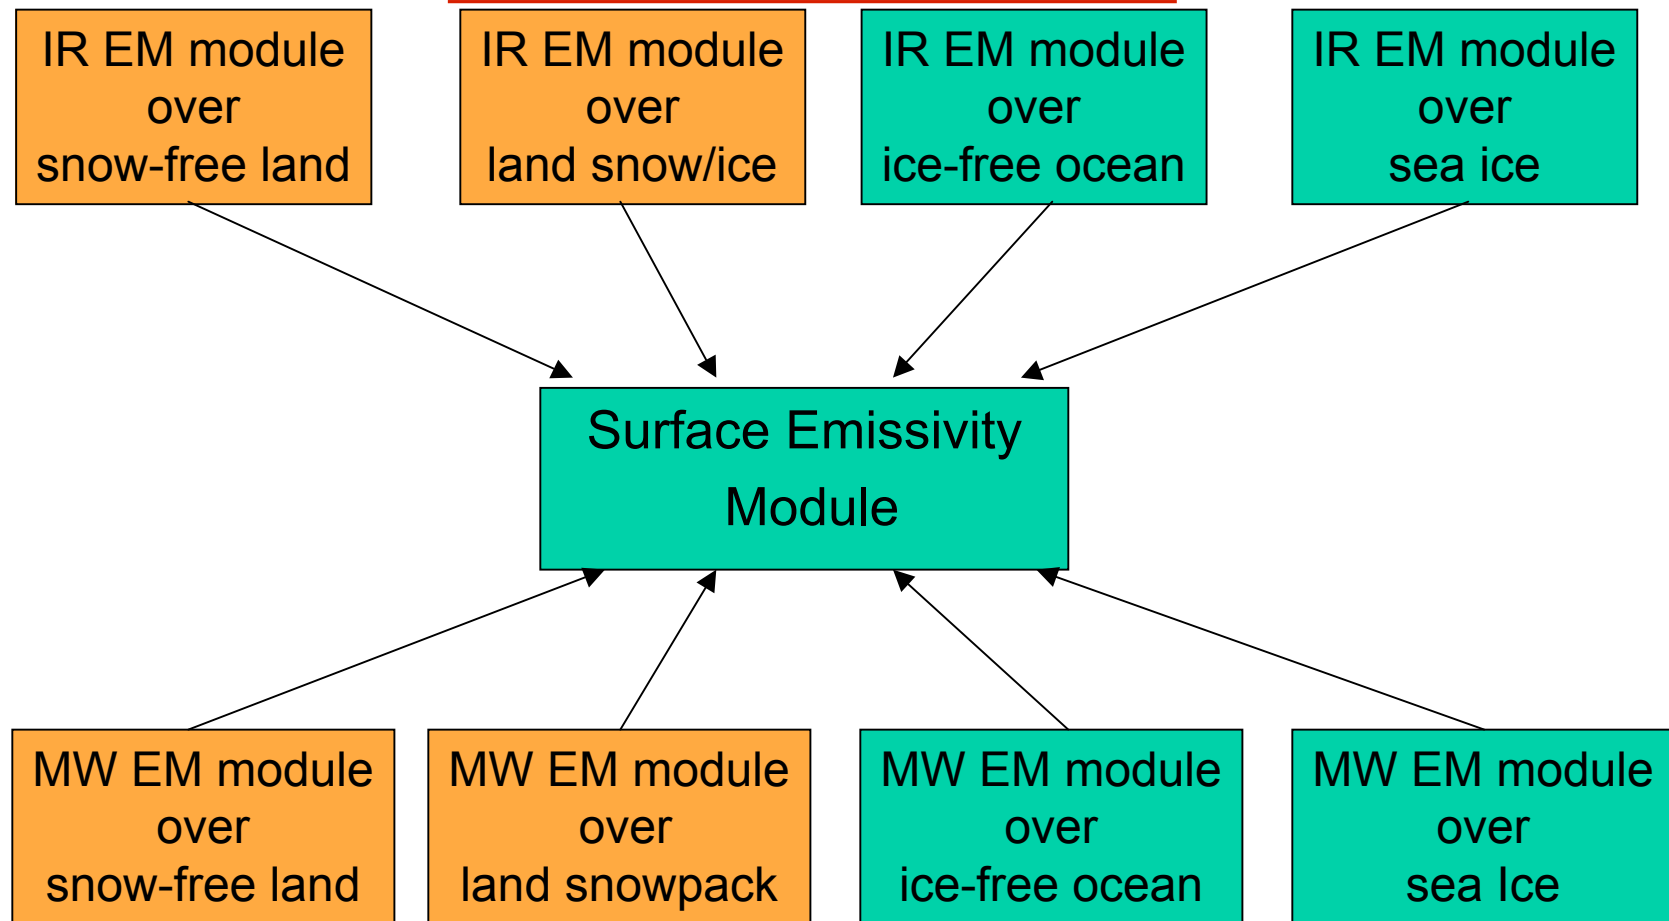 IR EM module
over
snow-free land
IR EM module
over
land snow/ice
IR EM module
over
ice-free ocean
IR EM module
over
sea ice
Surface Emissivity
Module
MW EM module
over
snow-free land
MW EM module
over
land snowpack
MW EM module
over
ice-free ocean
MW EM module
over
sea Ice